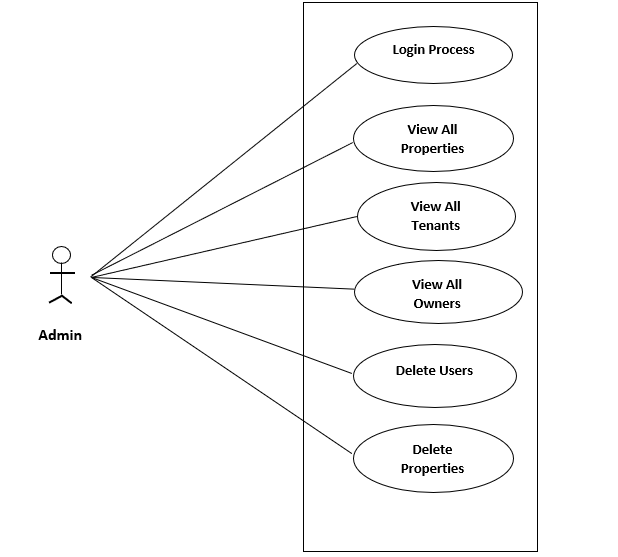 Login Process
View All
Properties
View All
Tenants
View All
Owners
Admin
Delete Users
Delete
Properties